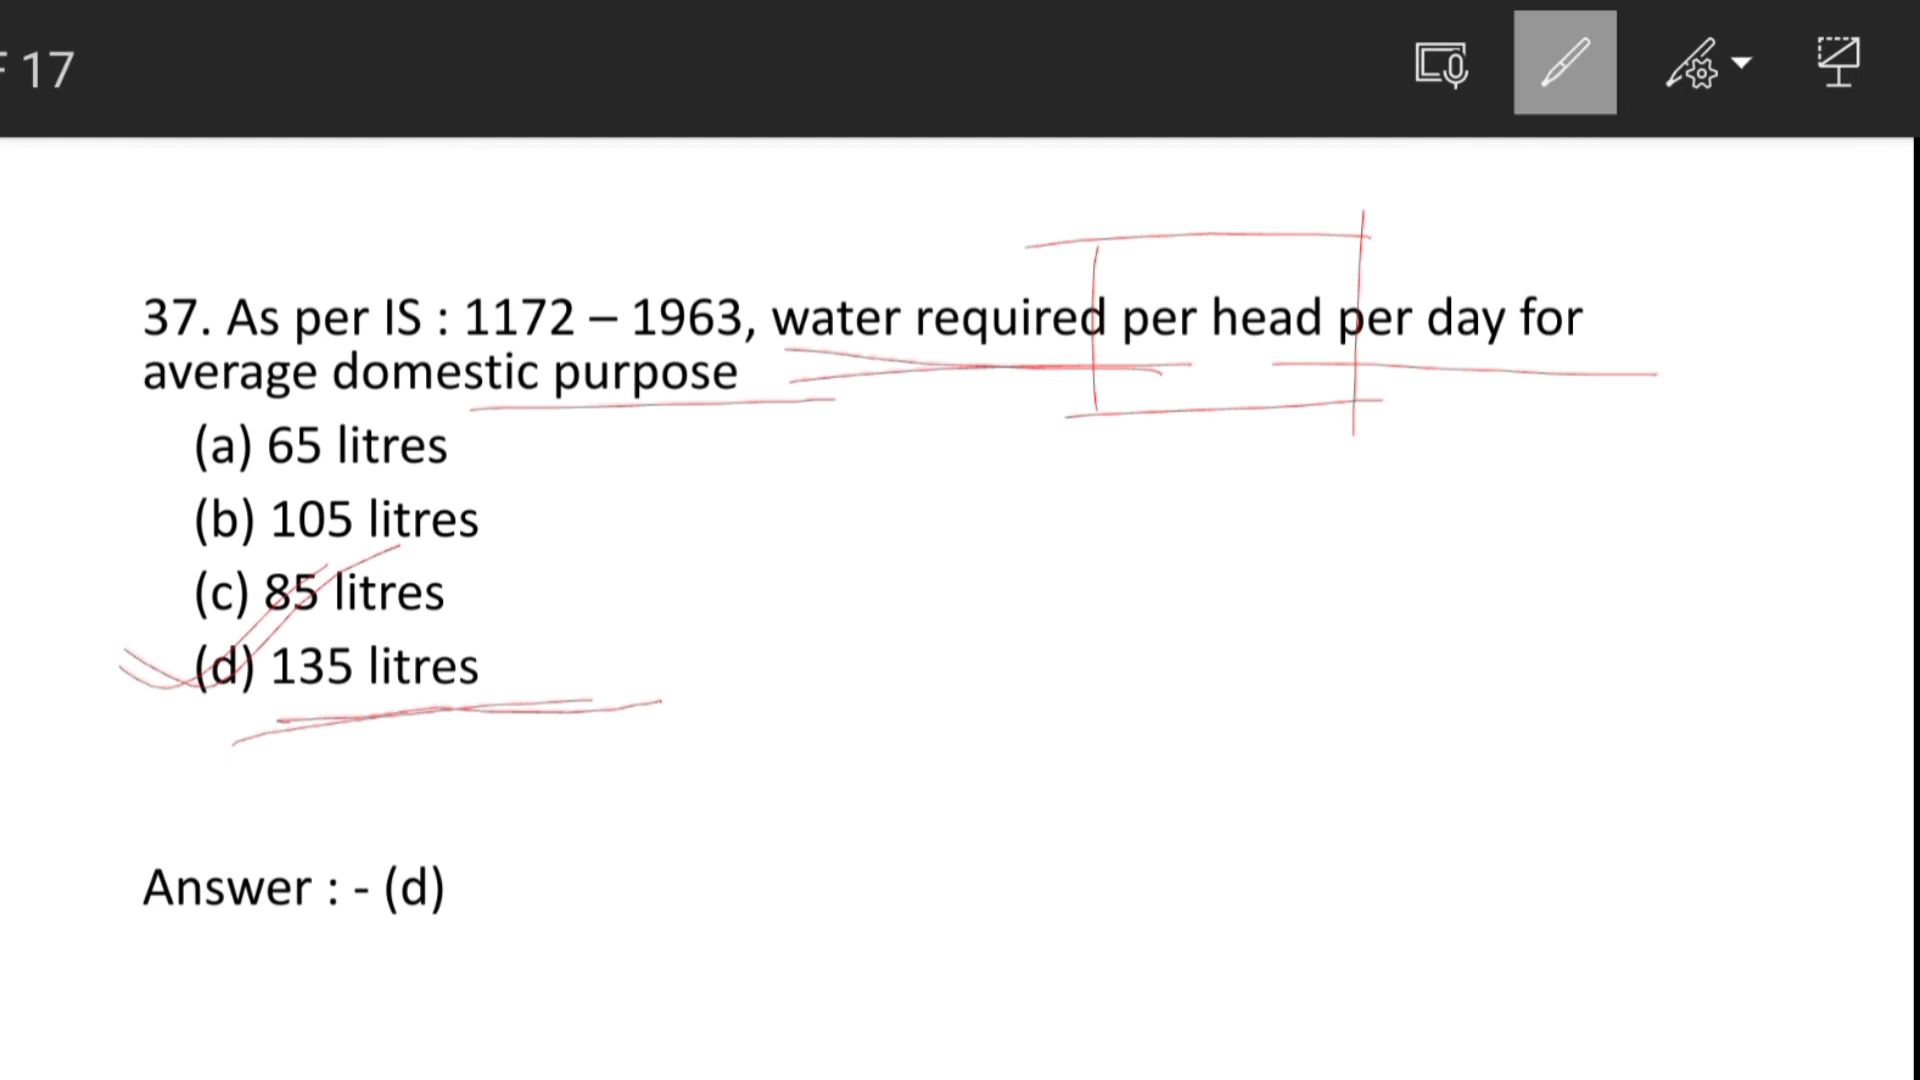 F 17
37. As per IS : 1172 – 1963, water required per head per day for
average domestic purpose
(a) 65 litres
(b) 105 litres
(c) 85 litres
(d) 135 litres
Answer : - (d)